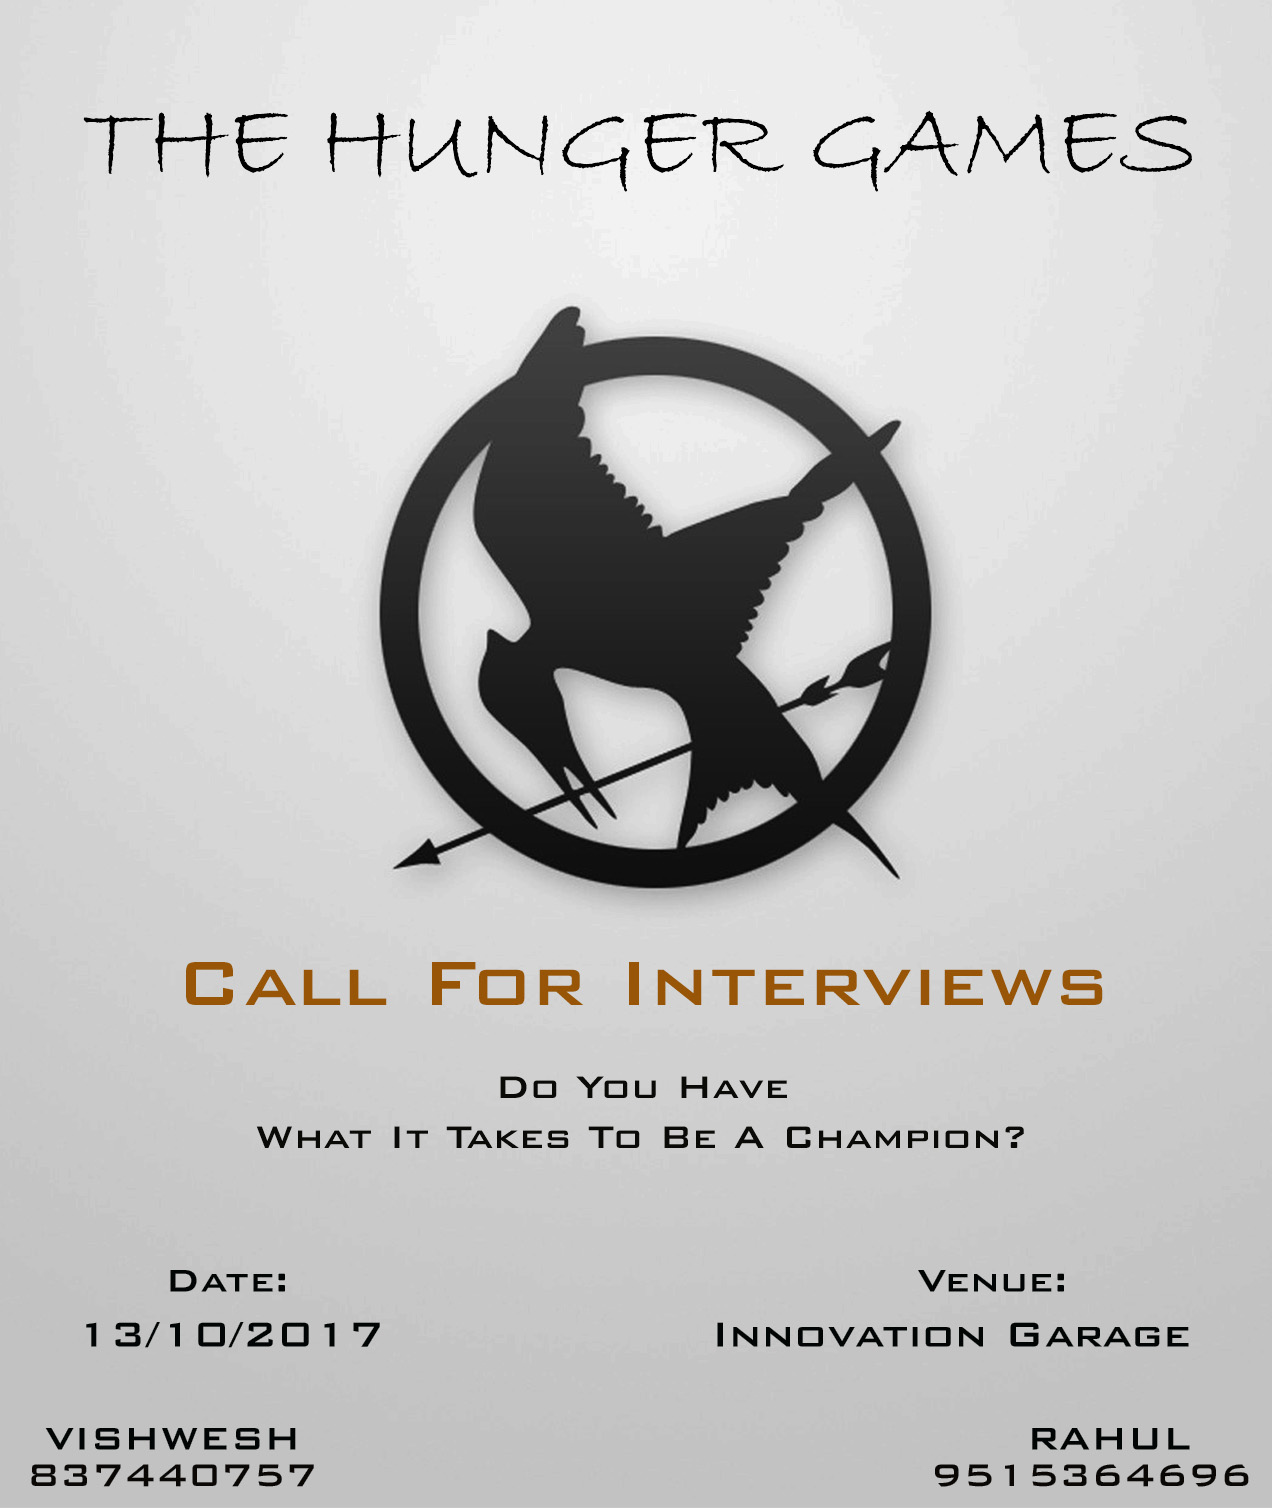 THE HUNGER GAMES
CALL FOR INTERVIEWS
DO YOU HAVE
WHAT IT TAKES TO BE A CHAMPION?
DATE:
13/10/2017
VENUE:
INNOVATION GARAGE
VISHWESH
837440757
RAHUL
9515364696